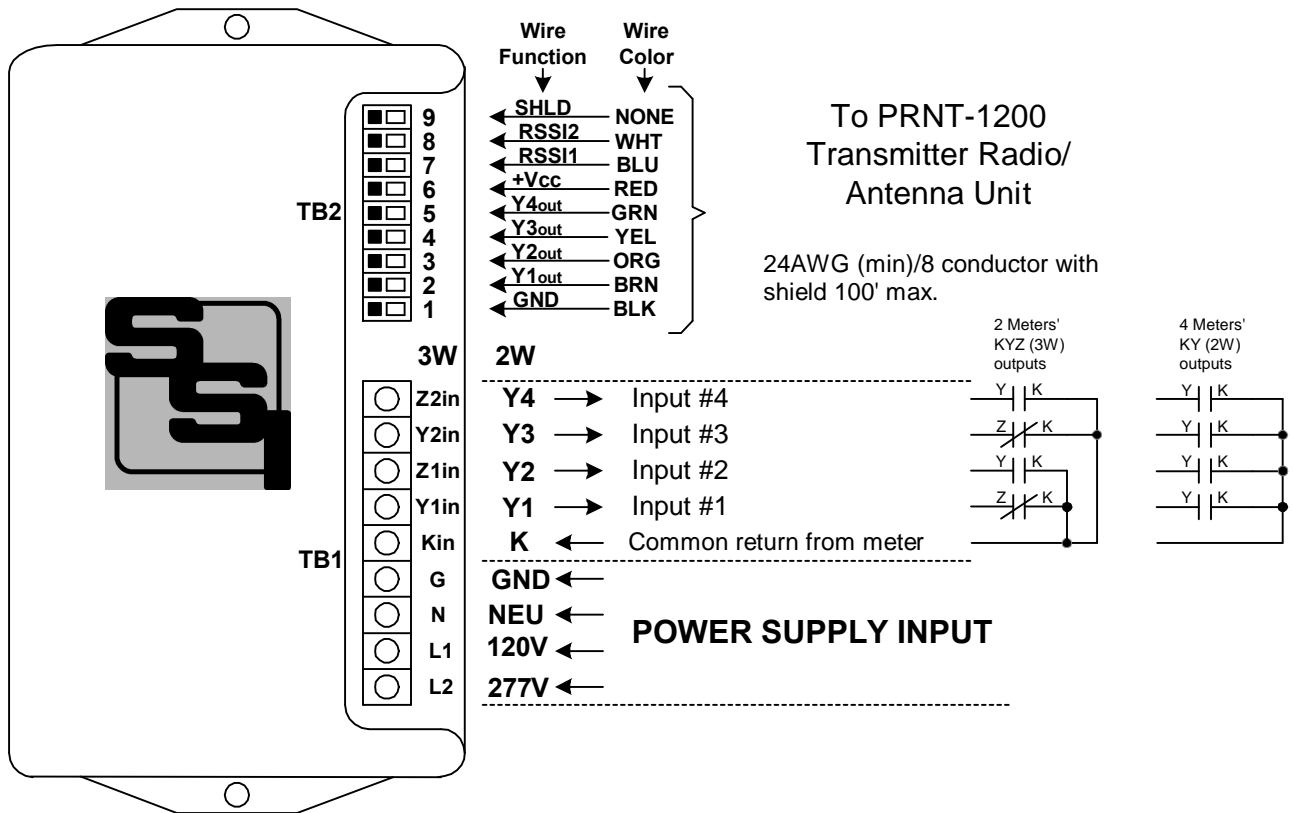 Wire Function
Wire Color
9 SHLD NONE
8 RSSI2 WHT
7 RSSI1 BLU
6 +Vcc RED
TB2
5 Y4out GRN
4 Y3out YEL
3 Y2out ORG
2 Y1out BRN
1 GND BLK
To PRNT-1200
Transmitter Radio/
Antenna Unit
24AWG (min)/8 conductor with
shield 100' max.
SSI
3W 2W
Z2in Y4 Input #4
Y2in Y3 Input #3
Z1in Y2 Input #2
Y1in Y1 Input #1
Kin K Common return from meter
TB1
G GND
N NEU
L1 120V
L2 277V
POWER SUPPLY INPUT
2 Meters'
KYZ (3W)
outputs
Y K
Z K
Y K
Z K
4 Meters'
KY (2W)
outputs
Y K
Y K
Y K
Y K